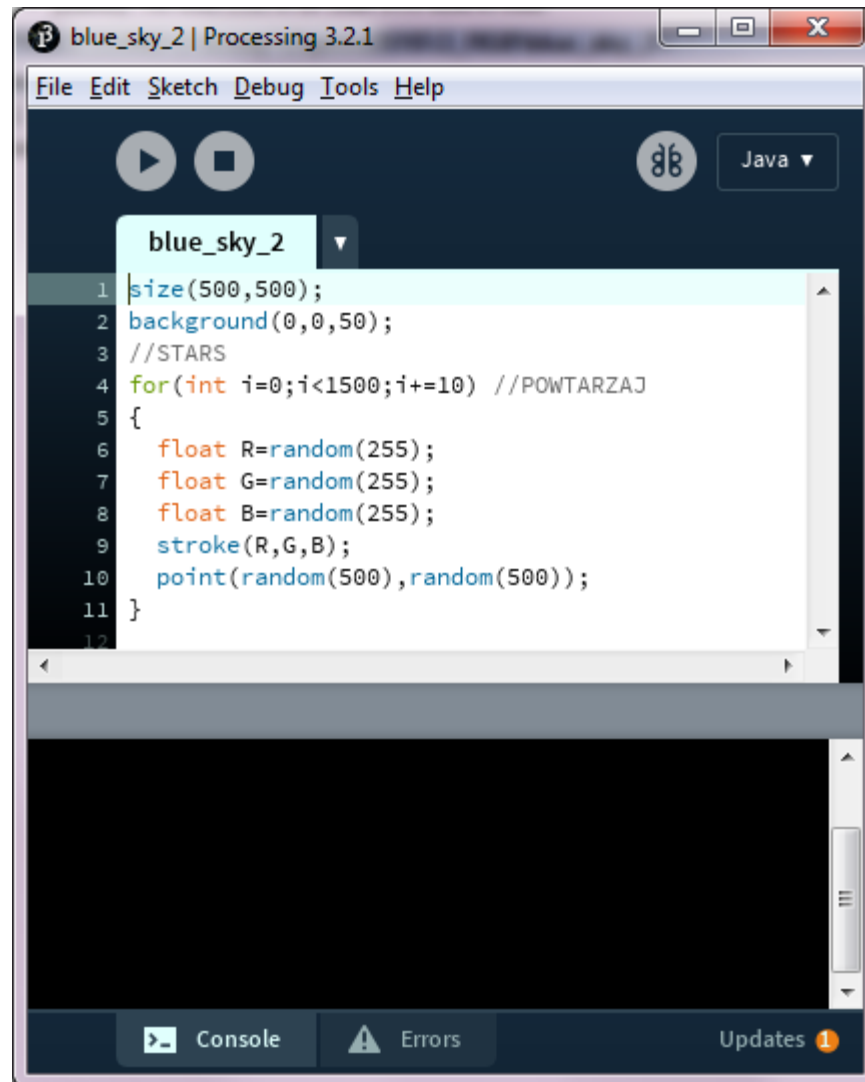 blue_sky_2 | Processing 3.2.1
File Edit Sketch Debug Tools Help
Java ▼
blue_sky_2 ▼
1 size(500,500);
2 background(0,0,50);
3 //STARS
4 for(int i=0;i<1500;i+=10) //POWTARZAJ
5 {
6   float R=random(255);
7   float G=random(255);
8   float B=random(255);
9   stroke(R,G,B);
10   point(random(500),random(500));
11 }
12
>_ Console Errors Updates 1